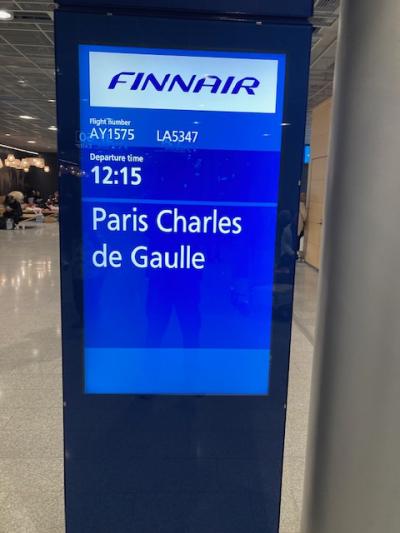 FINNAIR
Flight number
AY1575 LA5347
Departure time
12:15
Paris Charles
de Gaulle